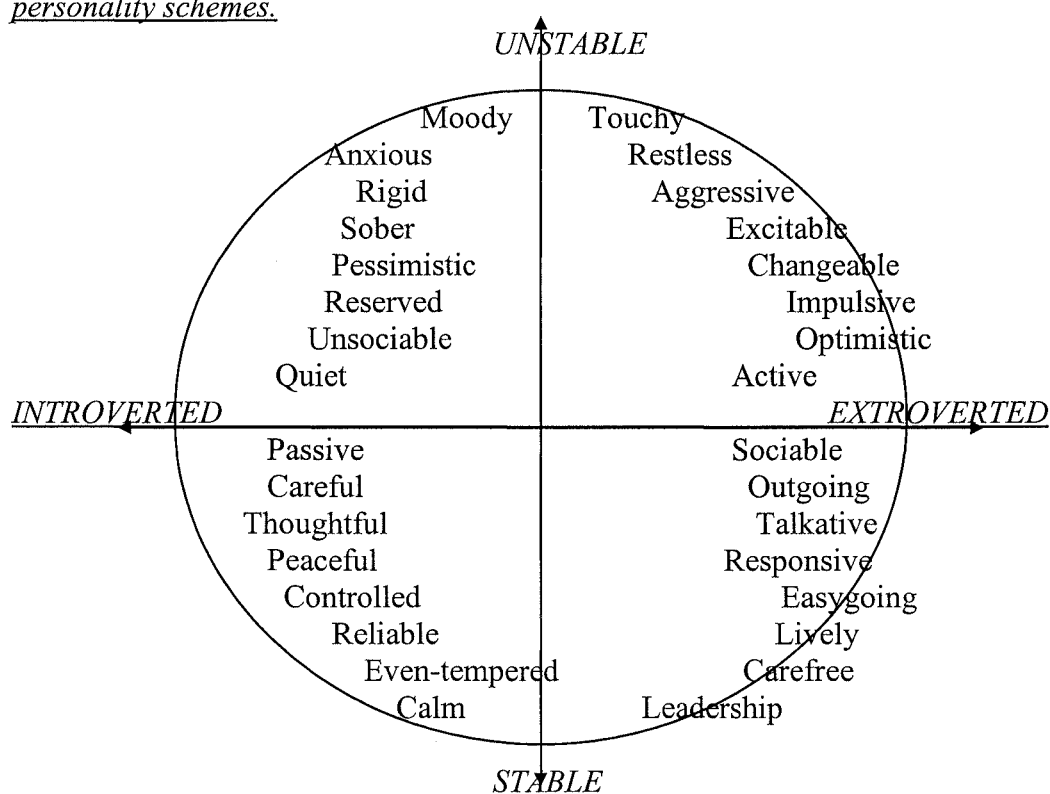 personality schemes.
UNSTABLE
Moody Touchy
Anxious Restless
Rigid Aggressive
Sober Excitable
Pessimistic Changeable
Reserved Impulsive
Unsociable Optimistic
Quiet Active
INTROVERTED EXTROVERTED
Passive Sociable
Careful Outgoing
Thoughtful Talkative
Peaceful Responsive
Controlled Easygoing
Reliable Lively
Even-tempered Carefree
Calm Leadership
STABLE